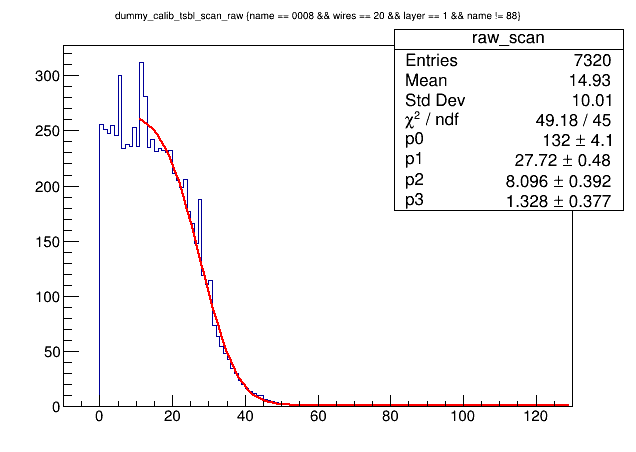 dummy_calib_tsbl_scan_raw {name == 0008 && wires == 20 && layer == 1 && name != 88}
raw_scan
Entries 7320
Mean 14.93
Std Dev 10.01
χ² / ndf 49.18 / 45
p0 132 ± 4.1
p1 27.72 ± 0.48
p2 8.096 ± 0.392
p3 1.328 ± 0.377
300
250
200
150
100
50
0
0 20 40 60 80 100 120